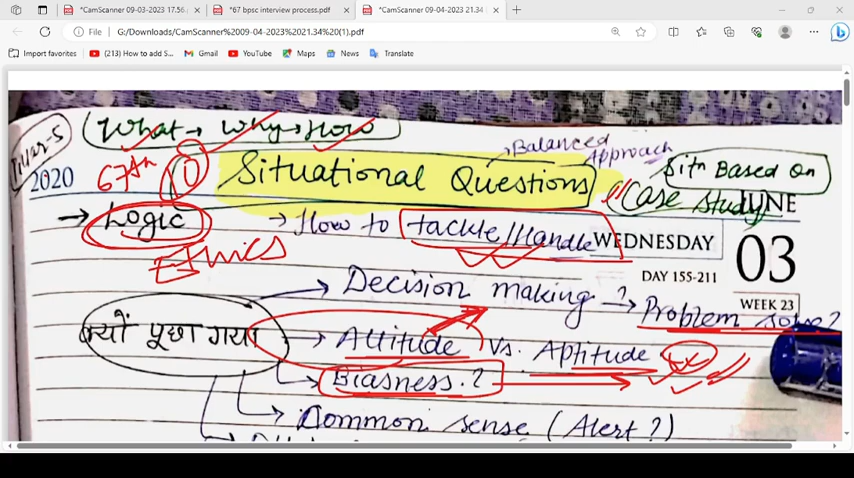 *CamScanner 09-03-2023 17.56.
*67 bpsc interview process.pdf
*CamScanner 09-04-2023 21.34
File
G:/Downloads/CamScanner%2009-04-2023%2021.34%20(1).pdf
Import favorites
(213) How to add S...
Gmail
YouTube
Maps
News
Translate
What → Why → How
Balanced
Approach
2020
67th
①
Situational Questions
Sitn Based on
Case study
JUNE
→ Logic
→ How to tackle/Handle
WEDNESDAY
03
Ethics
DAY 155-211
→ Decision making ?
→ Problem solve?
WEEK 23
क्यों पूछा गया
→ Attitude Vs. Aptitude
→ Biasness.?
→ Common sense (Alert?)